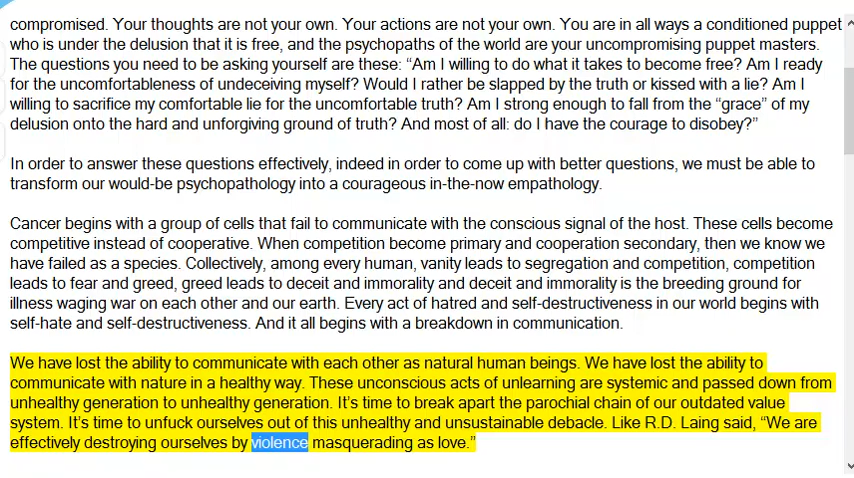 compromised. Your thoughts are not your own. Your actions are not your own. You are in all ways a conditioned puppet
who is under the delusion that it is free, and the psychopaths of the world are your uncompromising puppet masters.
The questions you need to be asking yourself are these: “Am I willing to do what it takes to become free? Am I ready
for the uncomfortableness of undeceiving myself? Would I rather be slapped by the truth or kissed with a lie? Am I
willing to sacrifice my comfortable lie for the uncomfortable truth? Am I strong enough to fall from the “grace” of my
delusion onto the hard and unforgiving ground of truth? And most of all: do I have the courage to disobey?”
In order to answer these questions effectively, indeed in order to come up with better questions, we must be able to
transform our would-be psychopathology into a courageous in-the-now empathology.
Cancer begins with a group of cells that fail to communicate with the conscious signal of the host. These cells become
competitive instead of cooperative. When competition become primary and cooperation secondary, then we know we
have failed as a species. Collectively, among every human, vanity leads to segregation and competition, competition
leads to fear and greed, greed leads to deceit and immorality and deceit and immorality is the breeding ground for
illness waging war on each other and our earth. Every act of hatred and self-destructiveness in our world begins with
self-hate and self-destructiveness. And it all begins with a breakdown in communication.
We have lost the ability to communicate with each other as natural human beings. We have lost the ability to
communicate with nature in a healthy way. These unconscious acts of unlearning are systemic and passed down from
unhealthy generation to unhealthy generation. It’s time to break apart the parochial chain of our outdated value
system. It’s time to unfuck ourselves out of this unhealthy and unsustainable debacle. Like R.D. Laing said, “We are
effectively destroying ourselves by violence masquerading as love.”